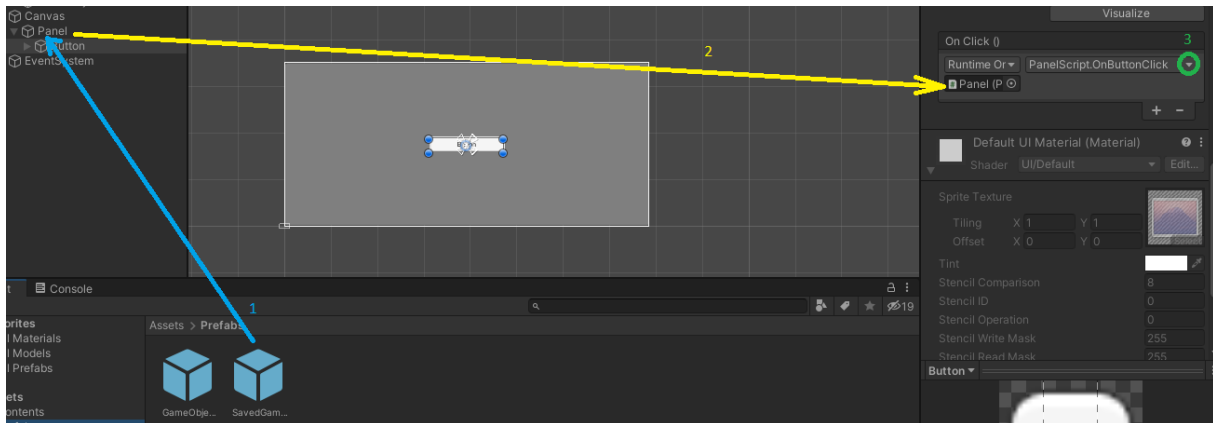 Canvas
Panel
Button
EventSystem
2
Visualize
On Click ()
3
Runtime Or
PanelScript.OnButtonClick
Panel (P
+ -
Default UI Material (Material)
Shader UI/Default
Edit...
Sprite Texture
Tiling X 1 Y 1
Offset X 0 Y 0
Select
Tint
Stencil Comparison 8
Stencil ID 0
Stencil Operation 0
Stencil Write Mask 255
Stencil Read Mask 255
Button
t
Console
1
19
orites
l Materials
l Models
l Prefabs
ets
ontents
Assets > Prefabs
GameObje...
SavedGam...